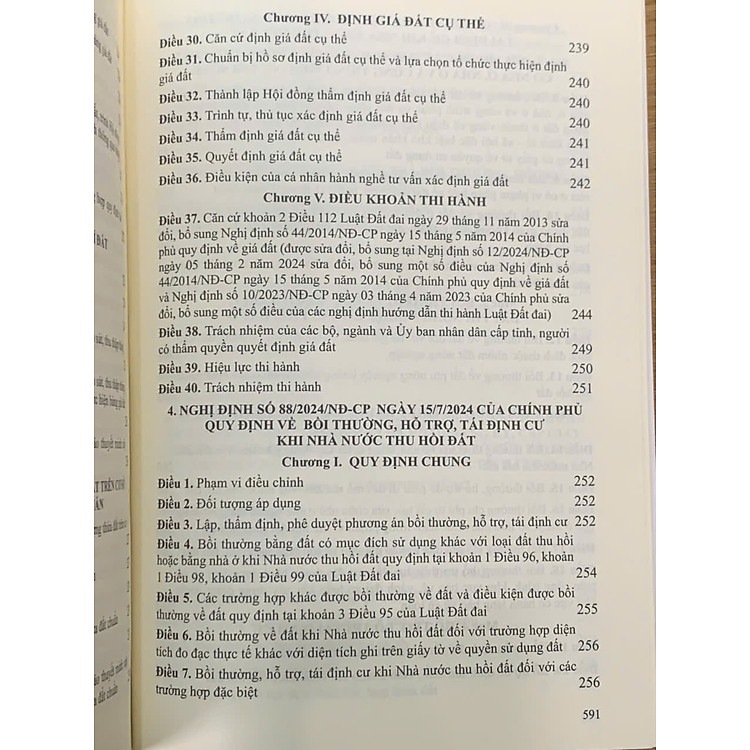 Chương IV. ĐỊNH GIÁ ĐẤT CỤ THỂ
Điều 30. Căn cứ định giá đất cụ thể 239
Điều 31. Chuẩn bị hồ sơ định giá đất cụ thể và lựa chọn tổ chức thực hiện định
giá đất 240
Điều 32. Thành lập Hội đồng thẩm định giá đất cụ thể 240
Điều 33. Trình tự, thủ tục xác định giá đất cụ thể 240
Điều 34. Thẩm định giá đất cụ thể 241
Điều 35. Quyết định giá đất cụ thể 241
Điều 36. Điều kiện của cá nhân hành nghề tư vấn xác định giá đất 242
Chương V. ĐIỀU KHOẢN THI HÀNH
Điều 37. Căn cứ khoản 2 Điều 112 Luật Đất đai ngày 29 tháng 11 năm 2013 sửa
đổi, bổ sung Nghị định số 44/2014/NĐ-CP ngày 15 tháng 5 năm 2014 của Chính
phủ quy định về giá đất (được sửa đổi, bổ sung tại Nghị định số 12/2024/NĐ-CP
ngày 05 tháng 2 năm 2024 sửa đổi, bổ sung một số điều của Nghị định số
44/2014/NĐ-CP ngày 15 tháng 5 năm 2014 của Chính phủ quy định về giá đất
và Nghị định số 10/2023/NĐ-CP ngày 03 tháng 4 năm 2023 của Chính phủ sửa
đổi, bổ sung một số điều của các nghị định hướng dẫn thi hành Luật Đất đai) 244
Điều 38. Trách nhiệm của các bộ, ngành và Ủy ban nhân dân cấp tỉnh, người
có thẩm quyền quyết định giá đất 249
Điều 39. Hiệu lực thi hành 250
Điều 40. Trách nhiệm thi hành 251
4. NGHỊ ĐỊNH SỐ 88/2024/NĐ-CP NGÀY 15/7/2024 CỦA CHÍNH PHỦ
QUY ĐỊNH VỀ BỒI THƯỜNG, HỖ TRỢ, TÁI ĐỊNH CƯ
KHI NHÀ NƯỚC THU HỒI ĐẤT
Chương I. QUY ĐỊNH CHUNG
Điều 1. Phạm vi điều chỉnh 252
Điều 2. Đối tượng áp dụng 252
Điều 3. Lập, thẩm định, phê duyệt phương án bồi thường, hỗ trợ, tái định cư 252
Điều 4. Bồi thường bằng đất có mục đích sử dụng khác với loại đất thu hồi
hoặc bằng nhà ở khi Nhà nước thu hồi đất quy định tại khoản 1 Điều 96, khoản
1 Điều 98, khoản 1 Điều 99 của Luật Đất đai 254
Điều 5. Các trường hợp khác được bồi thường về đất và điều kiện được bồi
thường về đất quy định tại khoản 3 Điều 95 của Luật Đất đai 255
Điều 6. Bồi thường về đất khi Nhà nước thu hồi đất đối với trường hợp diện
tích đo đạc thực tế khác với diện tích ghi trên giấy tờ về quyền sử dụng đất 256
Điều 7. Bồi thường, hỗ trợ, tái định cư khi Nhà nước thu hồi đất đối với các
trường hợp đặc biệt 256
591